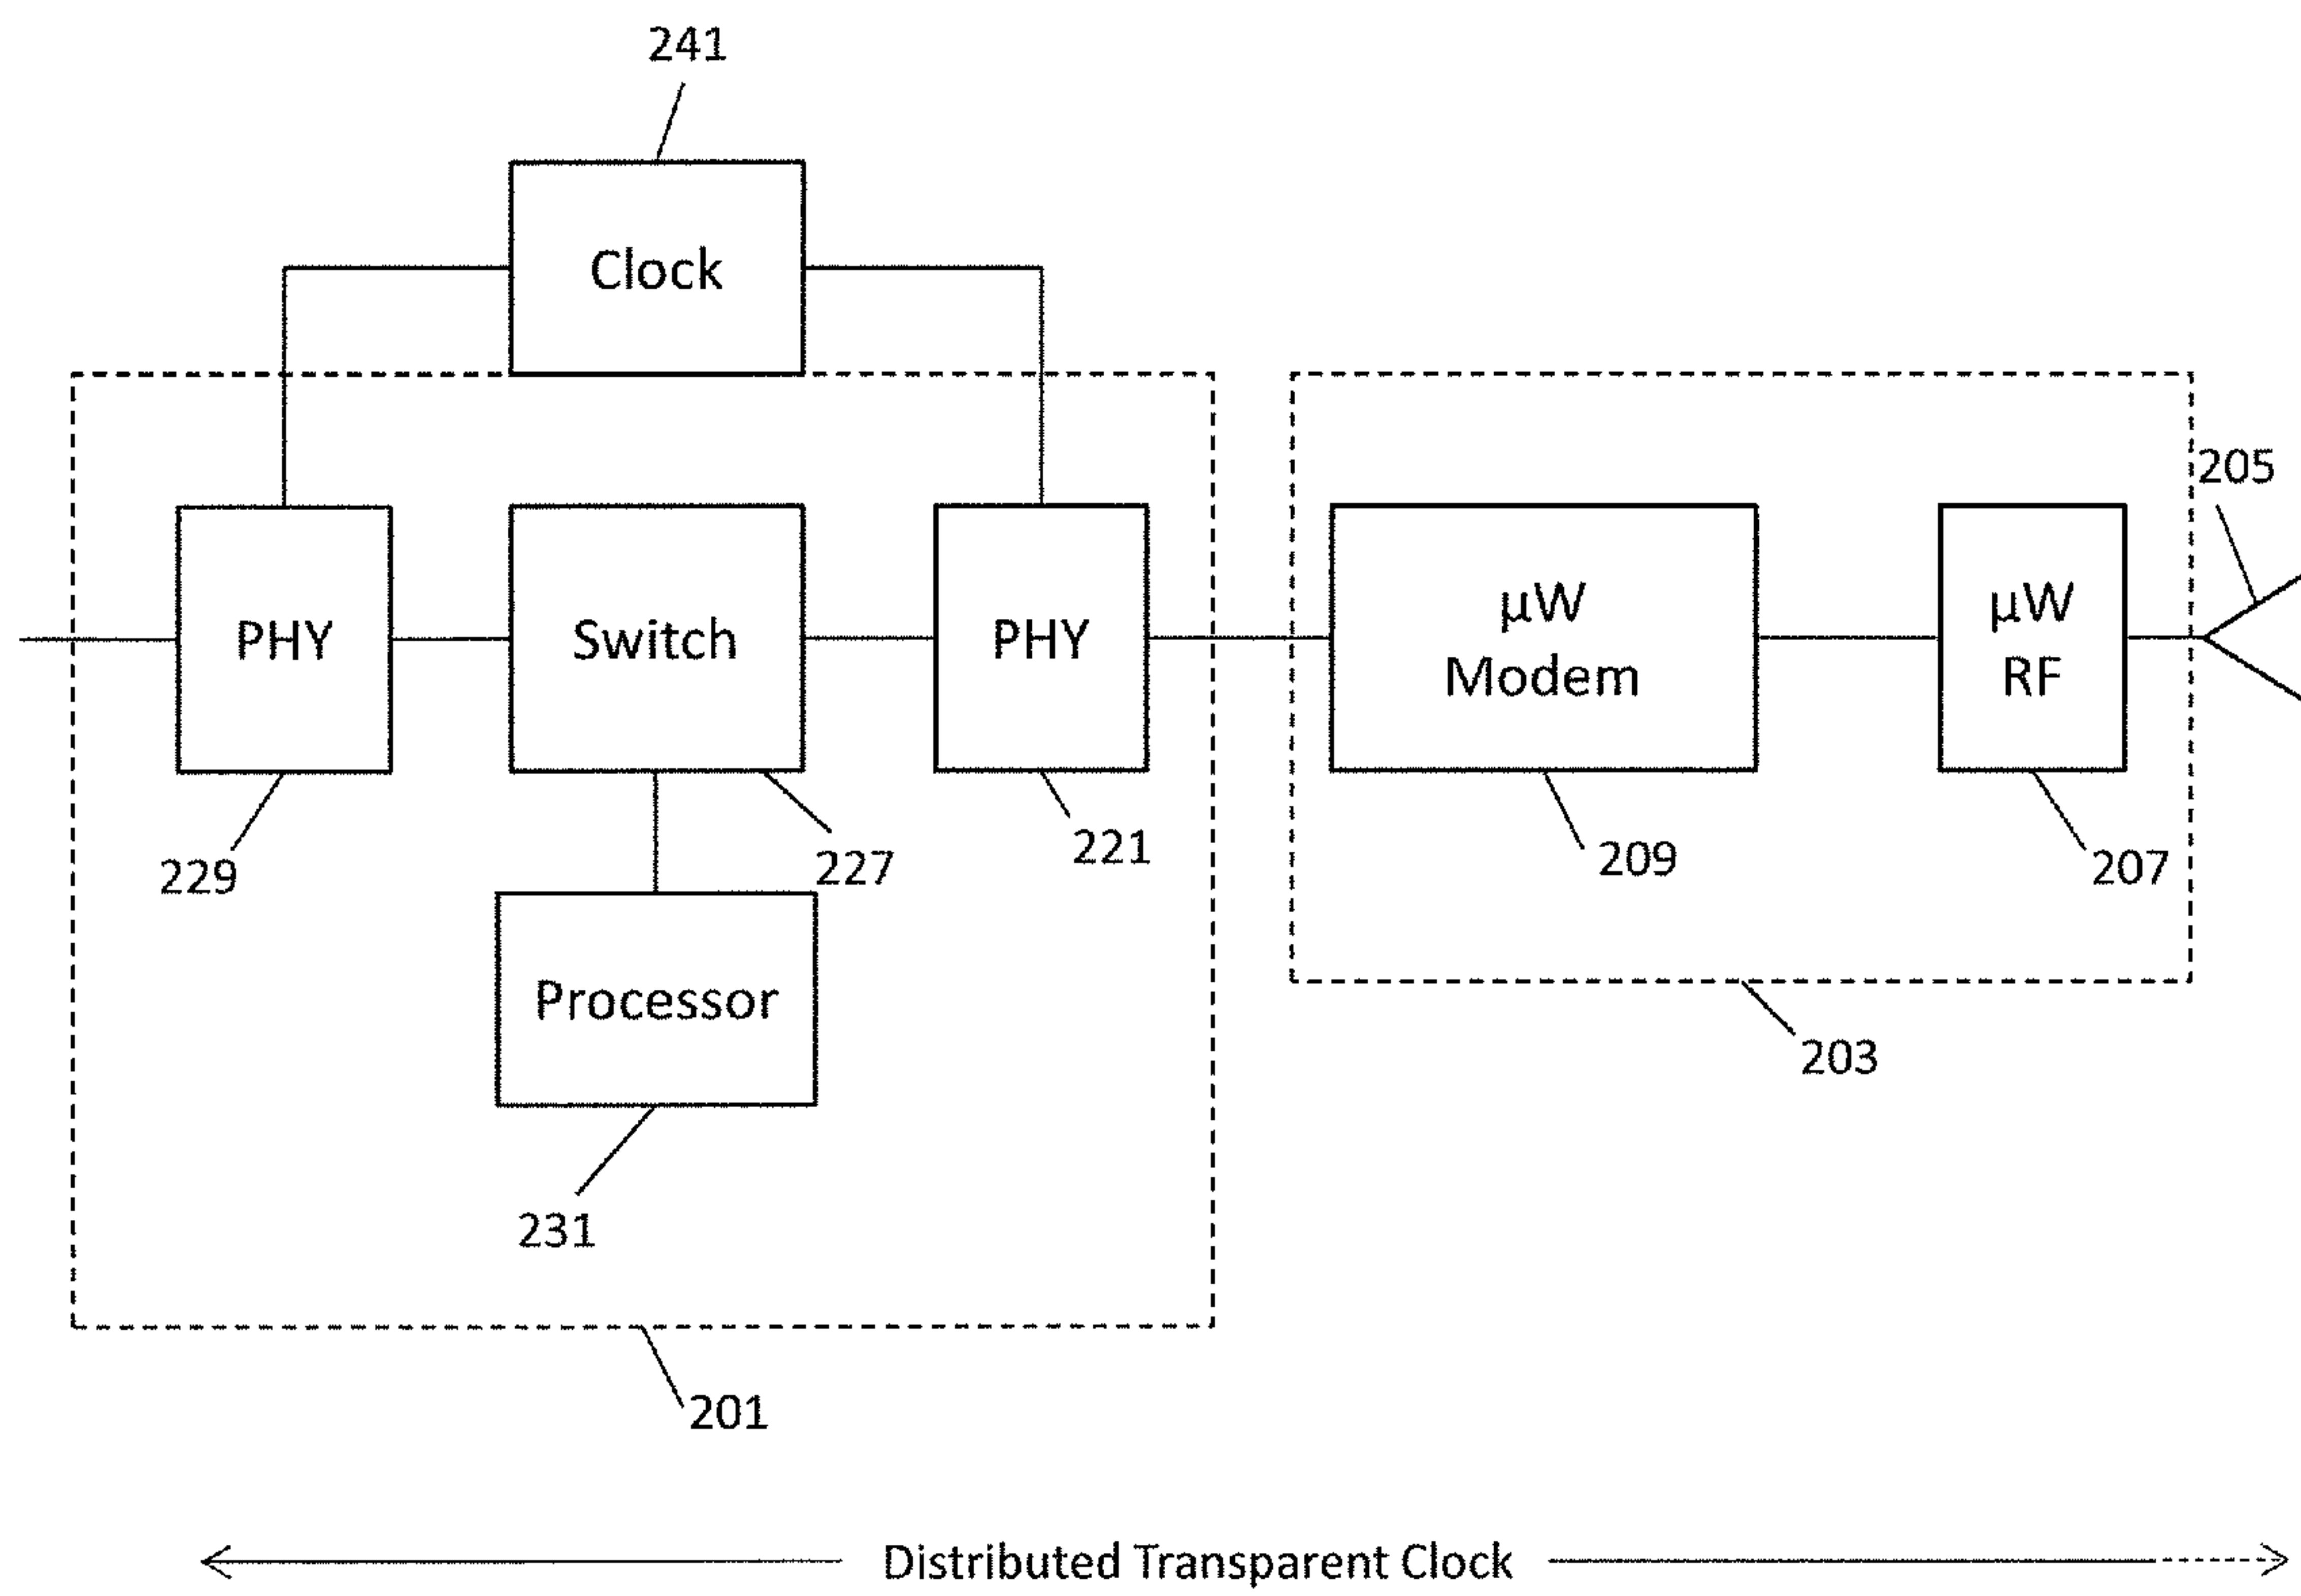 241
Clock
205
PHY
Switch
PHY
µW
Modem
µW
RF
229
227
221
209
207
Processor
203
231
201
Distributed Transparent Clock